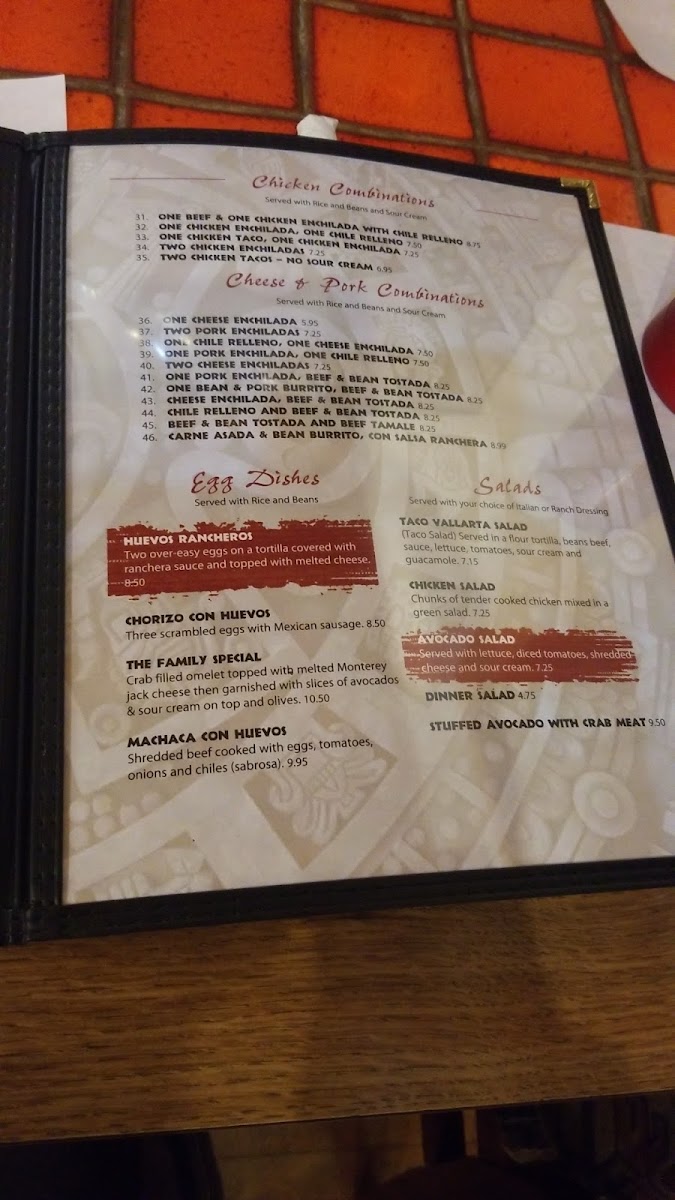 Chicken Combinations
Served with Rice and Beans and Sour Cream
31. ONE BEEF & ONE CHICKEN ENCHILADA WITH CHILE RELLENO 8.75
32. ONE CHICKEN ENCHILADA, ONE CHILE RELLENO 7.50
33. ONE CHICKEN TACO, ONE CHICKEN ENCHILADA 7.25
34. TWO CHICKEN ENCHILADAS 7.25
35. TWO CHICKEN TACOS – NO SOUR CREAM 6.95
Cheese & Pork Combinations
Served with Rice and Beans and Sour Cream
36. ONE CHEESE ENCHILADA 5.95
37. TWO PORK ENCHILADAS 7.25
38. ONE CHILE RELLENO, ONE CHEESE ENCHILADA 7.50
39. ONE PORK ENCHILADA, ONE CHILE RELLENO 7.50
40. TWO CHEESE ENCHILADAS 7.25
41. ONE PORK ENCHILADA, BEEF & BEAN TOSTADA 8.25
42. ONE BEAN & PORK BURRITO, BEEF & BEAN TOSTADA 8.25
43. CHEESE ENCHILADA, BEEF & BEAN TOSTADA 8.25
44. CHILE RELLENO AND BEEF & BEAN TOSTADA 8.25
45. BEEF & BEAN TOSTADA AND BEEF TAMALE 8.25
46. CARNE ASADA & BEAN BURRITO, CON SALSA RANCHERA 8.99
Egg Dishes
Served with Rice and Beans
HUEVOS RANCHEROS
Two over-easy eggs on a tortilla covered with
ranchera sauce and topped with melted cheese.
8.50
CHORIZO CON HUEVOS
Three scrambled eggs with Mexican sausage. 8.50
THE FAMILY SPECIAL
Crab filled omelet topped with melted Monterey
jack cheese then garnished with slices of avocados
& sour cream on top and olives. 10.50
MACHACA CON HUEVOS
Shredded beef cooked with eggs, tomatoes,
onions and chiles (sabrosa). 9.95
Salads
Served with your choice of Italian or Ranch Dressing
TACO VALLARTA SALAD
(Taco Salad) Served in a flour tortilla, beans beef,
sauce, lettuce, tomatoes, sour cream and
guacamole. 7.15
CHICKEN SALAD
Chunks of tender cooked chicken mixed in a
green salad. 7.25
AVOCADO SALAD
Served with lettuce, diced tomatoes, shredded
cheese and sour cream. 7.25
DINNER SALAD 4.75
STUFFED AVOCADO WITH CRAB MEAT 9.50